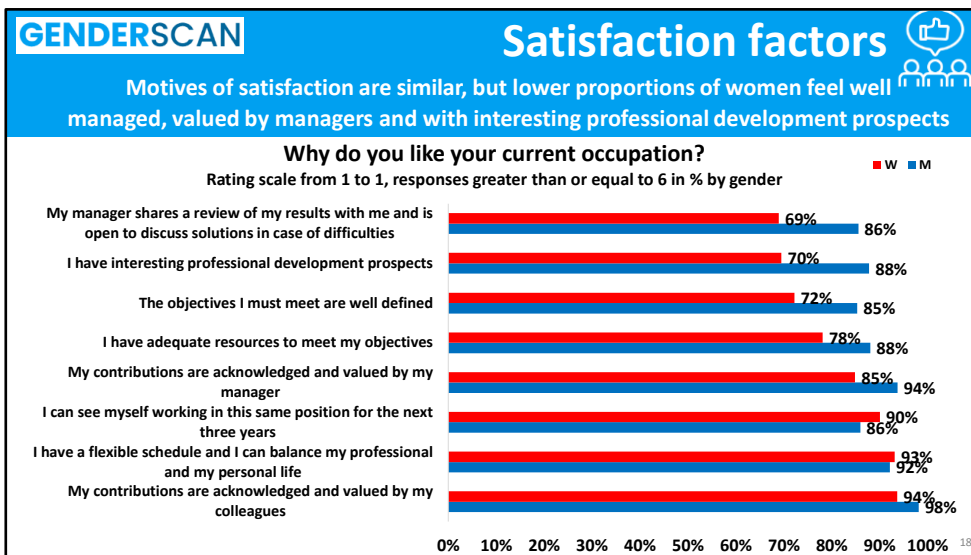 GENDERSCAN
Satisfaction factors
Motives of satisfaction are similar, but lower proportions of women feel well
managed, valued by managers and with interesting professional development prospects
Why do you like your current occupation?
W M
Rating scale from 1 to 1, responses greater than or equal to 6 in % by gender
My manager shares a review of my results with me and is
open to discuss solutions in case of difficulties
69%
86%
I have interesting professional development prospects
70%
88%
The objectives I must meet are well defined
72%
85%
I have adequate resources to meet my objectives
78%
88%
My contributions are acknowledged and valued by my
manager
85%
94%
I can see myself working in this same position for the next
three years
90%
86%
I have a flexible schedule and I can balance my professional
and my personal life
93%
92%
My contributions are acknowledged and valued by my
colleagues
94%
98%
0% 10% 20% 30% 40% 50% 60% 70% 80% 90% 100%
18